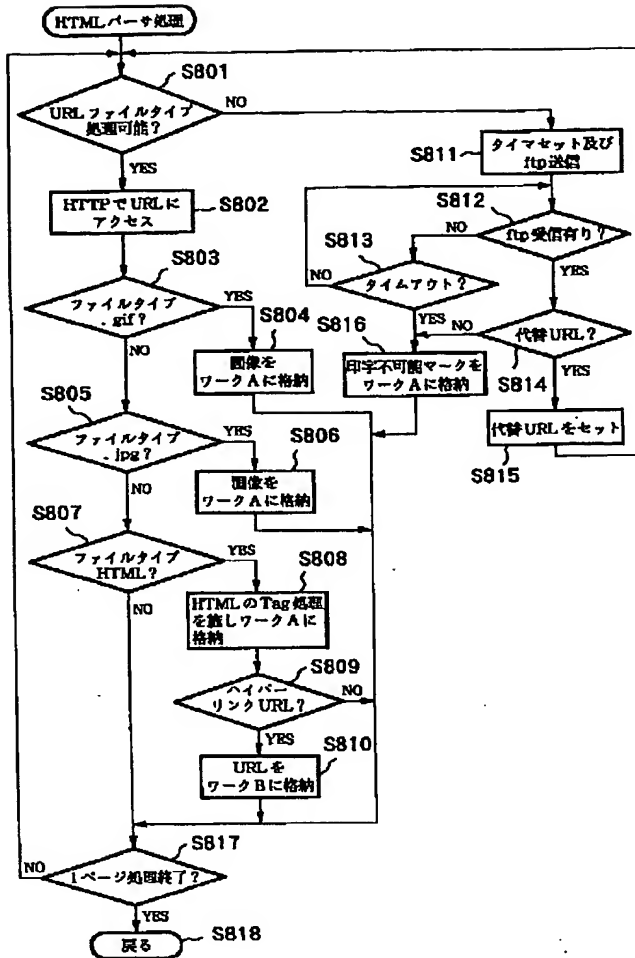 HTMLパーサ処理
S801
URLファイルタイプ
処理可能?
NO
YES
HTTPでURLに
アクセス
S802
S803
ファイルタイプ
.gif?
YES
NO
S804
画像を
ワークAに格納
S805
ファイルタイプ
.jpg?
YES
NO
S806
画像を
ワークAに格納
S807
ファイルタイプ
HTML?
YES
NO
S808
HTMLのTag処理
を施しワークAに
格納
S809
ハイパー
リンクURL?
NO
YES
S810
URLを
ワークBに格納
S811
タイマセット及び
ftp送信
S812
ftp受信有り?
NO
YES
S813
タイムアウト?
NO
YES
代替URL?
NO
S814
YES
S816
印字不可能マークを
ワークAに格納
代替URLをセット
S815
S817
1ページ処理終了?
NO
YES
戻る
S818